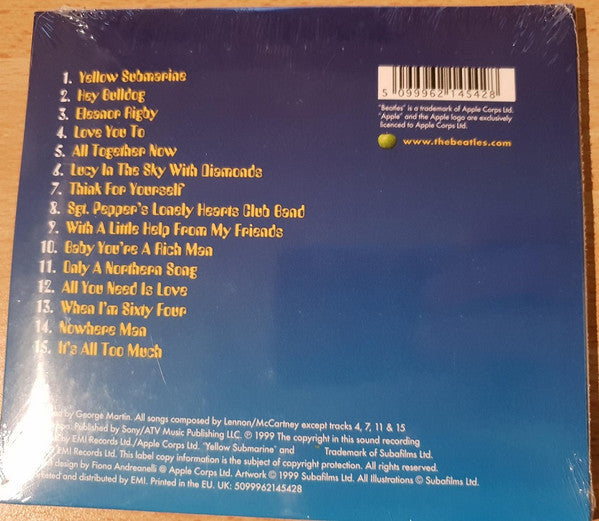 1. Yellow Submarine
2. Hey Bulldog
3. Eleanor Rigby
4. Love You To
5. All Together Now
6. Lucy In The Sky With Diamonds
7. Think For Yourself
8. Sgt. Pepper's Lonely Hearts Club Band
9. With A Little Help From My Friends
10. Baby You're A Rich Man
11. Only A Northern Song
12. All You Need Is Love
13. When I'm Sixty Four
14. Nowhere Man
15. It's All Too Much
5 099962 145428
"Beatles" is a trademark of Apple Corps Ltd.
"Apple" and the Apple logo are exclusively
licenced to Apple Corps Ltd.
www.thebeatles.com
by George Martin. All songs composed by Lennon/McCartney except tracks 4, 7, 11 & 15
Published by Sony/ATV Music Publishing LLC. ℗ 1999 The copyright in this sound recording
by EMI Records Ltd./Apple Corps Ltd. 'Yellow Submarine' and Trademark of Subafilms Ltd.
EMI Records Ltd. This label copy information is the subject of copyright protection. All rights reserved.
design by Fiona Andreanelli @ Apple Corps Ltd. Artwork © 1999 Subafilms Ltd. All Illustrations © Subafilms Ltd.
and distributed by EMI. Printed in the EU. UK: 5099962145428